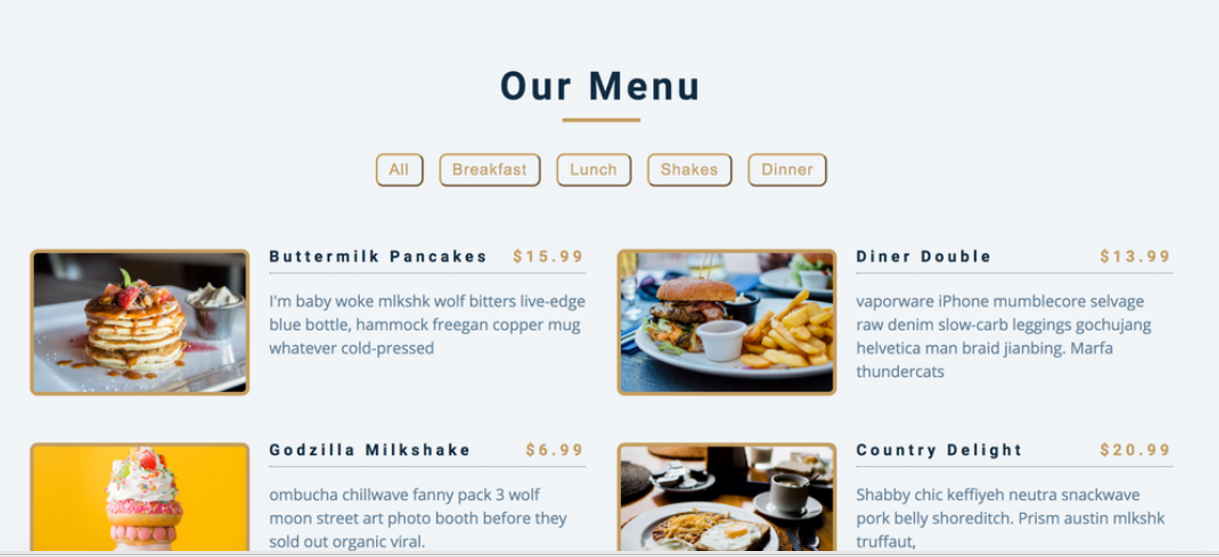 Our Menu
All Breakfast Lunch Shakes Dinner
Buttermilk Pancakes $15.99
I'm baby woke mlkshk wolf bitters live-edge
blue bottle, hammock freegan copper mug
whatever cold-pressed
Diner Double $13.99
vaporware iPhone mumblecore selvage
raw denim slow-carb leggings gochujang
helvetica man braid jianbing. Marfa
thundercats
Godzilla Milkshake $6.99
ombucha chillwave fanny pack 3 wolf
moon street art photo booth before they
sold out organic viral.
Country Delight $20.99
Shabby chic keffiyeh neutra snackwave
pork belly shoreditch. Prism austin mlkshk
truffaut,